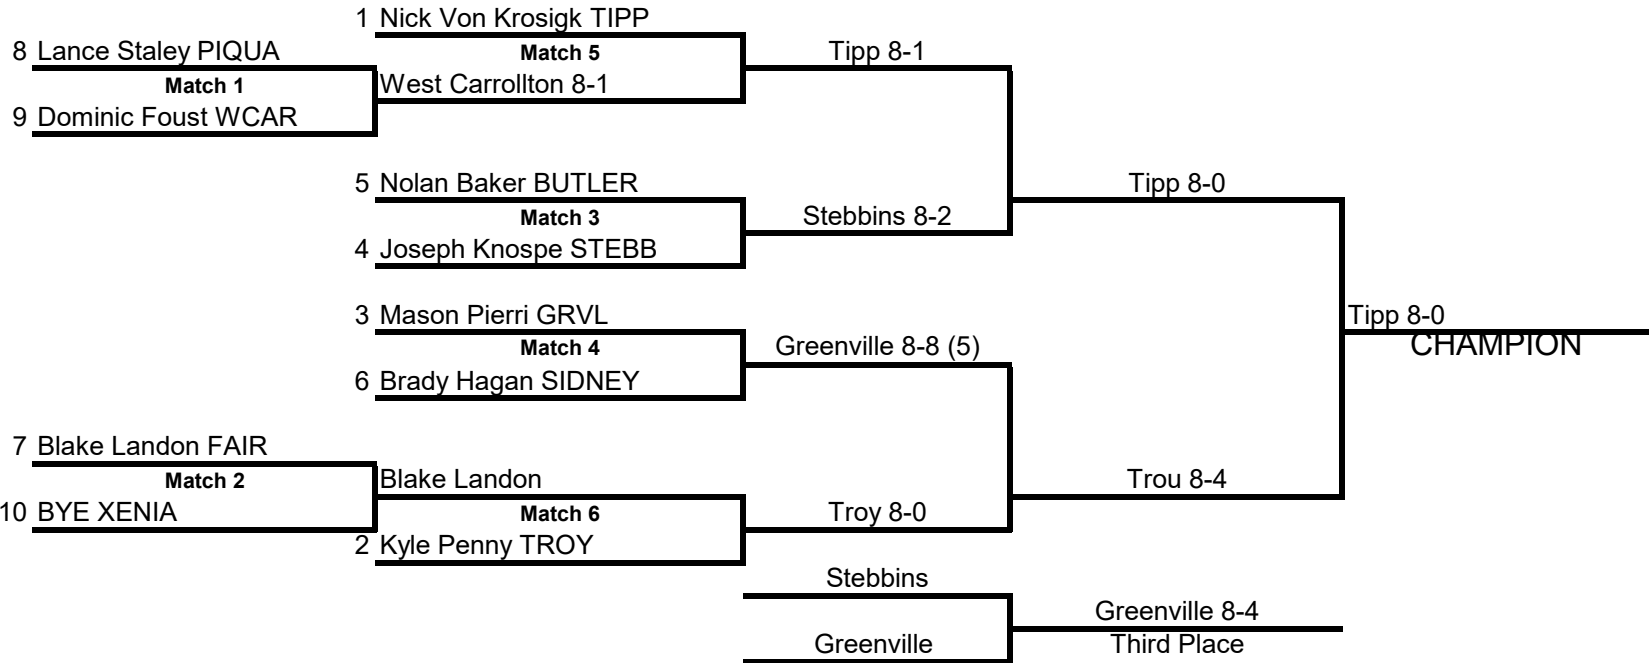 1 Nick Von Krosigk TIPP
8 Lance Staley PIQUA
Match 5
Tipp 8-1
Match 1
West Carrollton 8-1
9 Dominic Foust WCAR
5 Nolan Baker BUTLER
Tipp 8-0
Match 3
Stebbins 8-2
4 Joseph Knospe STEBB
3 Mason Pierri GRVL
Tipp 8-0
Match 4
Greenville 8-8 (5)
CHAMPION
6 Brady Hagan SIDNEY
7 Blake Landon FAIR
Match 2
Blake Landon
Trou 8-4
10 BYE XENIA
Match 6
Troy 8-0
2 Kyle Penny TROY
Stebbins
Greenville 8-4
Greenville
Third Place